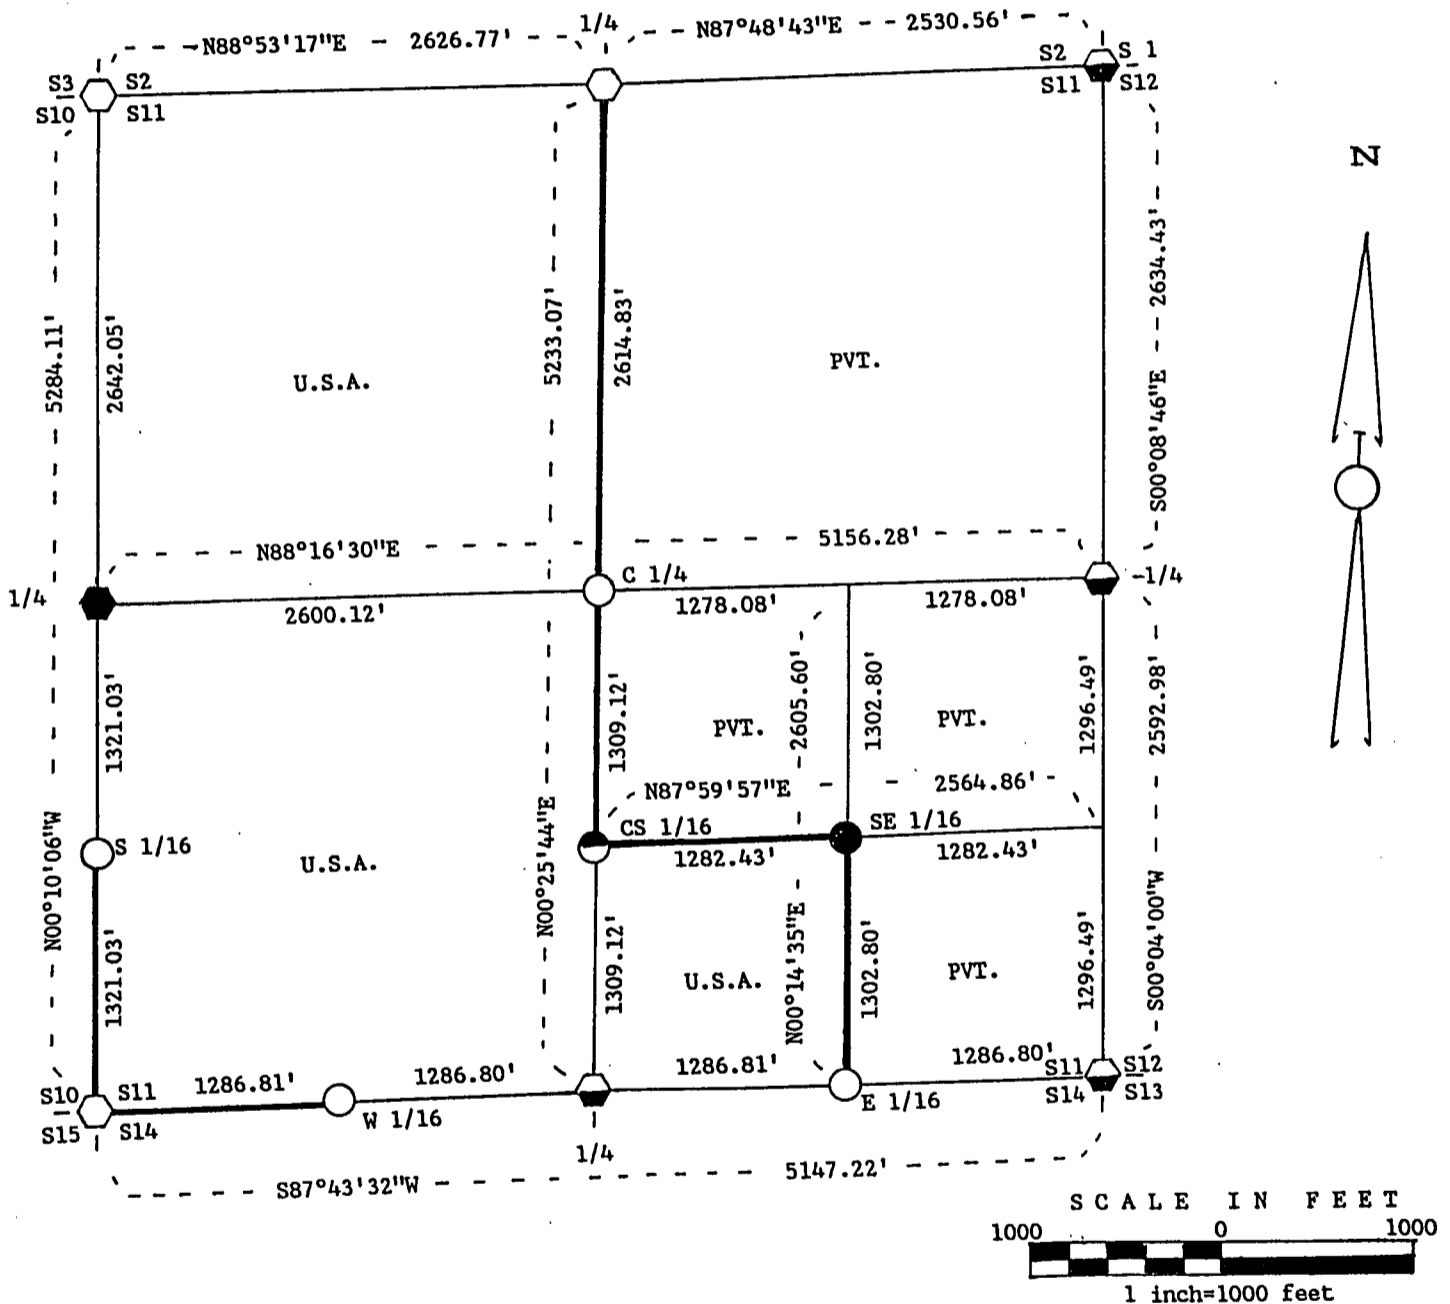 1/4
N88°53'17"E - 2626.77'
N87°48'43"E - - 2530.56'
S3 S2
S10 S11
S2 S 1
S11 S12
N
5284.11'
2642.05'
5233.07'
2614.83'
S00°08'46"E - - 2634.43'
U.S.A.
PVT.
N88°16'30"E
5156.28'
1/4
C 1/4
1/4
2600.12'
1278.08'
1278.08'
1321.03'
1309.12'
2605.60'
1302.80'
1296.49'
2592.98'
PVT.
PVT.
N87°59'57"E - - 2564.86'
S 1/16
CS 1/16
SE 1/16
1282.43'
1282.43'
U.S.A.
N00°10'06"W
N00°25'44"E
N00°14'35"E
S00°04'00"W
1321.03'
1309.12'
1302.80'
1296.49'
U.S.A.
PVT.
1286.81'
1286.80'
1286.81'
1286.80'
S10 S11
S15 S14
W 1/16
E 1/16
S11 S12
S14 S13
1/4
S87°43'32"W
5147.22'
SCALE IN FEET
1000 0 1000
1 inch=1000 feet